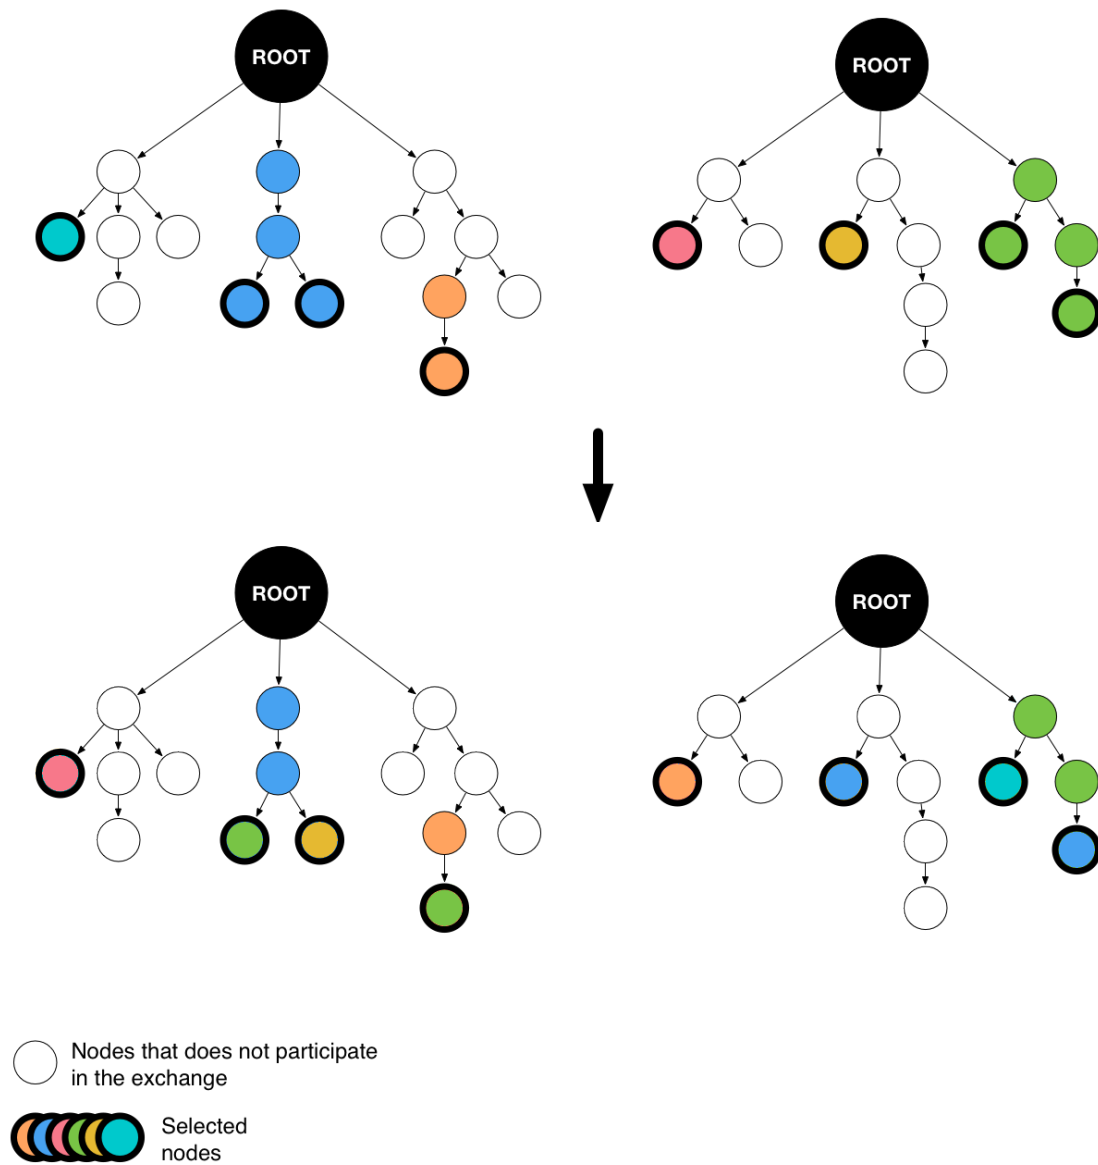 ROOT
ROOT
ROOT
ROOT
Nodes that does not participate
in the exchange
Selected
nodes